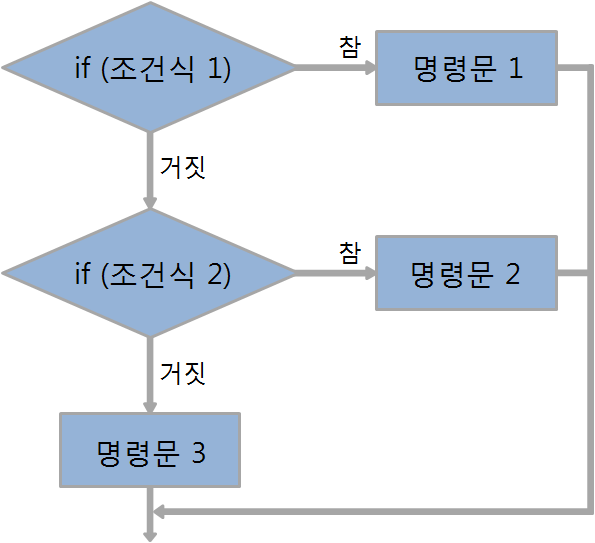 if (조건식 1)
참
명령문 1
거짓
if (조건식 2)
참
명령문 2
거짓
명령문 3